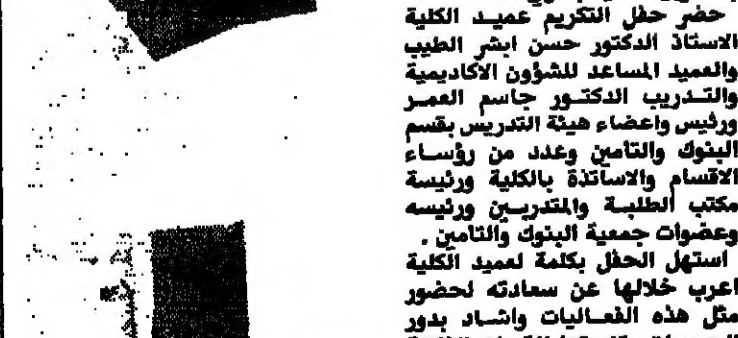 حضر حفل التكريم عميد الكلية
الاستاذ الدكتور حسن ابشر الطيب
والعميد المساعد للشؤون الاكاديمية
والتدريب الدكتور جاسم العمر
ورئيس واعضاء هيئة التدريس بقسم
البنوك والتامين وعدد من رؤساء
الاقسام والاساتذة بالكلية ورئيسة
مكتب الطلبة والمتدربين ورئيسه
وعضوات جمعية البنوك والتامين .
استهل الحفل بكلمة لعميد الكلية
اعرب خلالها عن سعادته لحضور
مثل هذه الفعاليات واشاد بدور